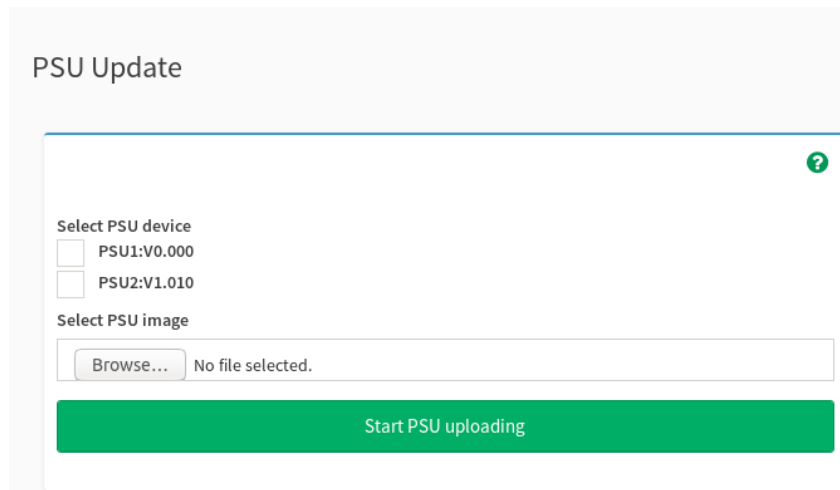 PSU Update
?
Select PSU device
PSU1:V0.000
PSU2:V1.010
Select PSU image
Browse... No file selected.
Start PSU uploading